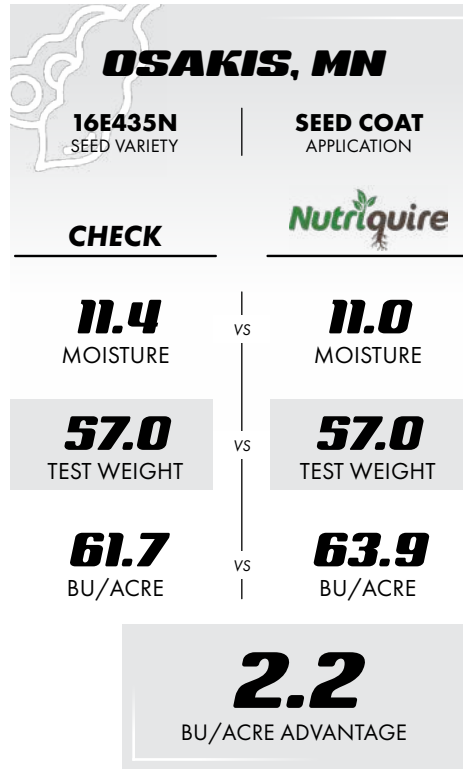 OSAKIS, MN
16E435N
SEED VARIETY
SEED COAT
APPLICATION
CHECK
Nutriquire
11.4
MOISTURE
vs
11.0
MOISTURE
57.0
TEST WEIGHT
vs
57.0
TEST WEIGHT
61.7
BU/ACRE
vs
63.9
BU/ACRE
2.2
BU/ACRE ADVANTAGE